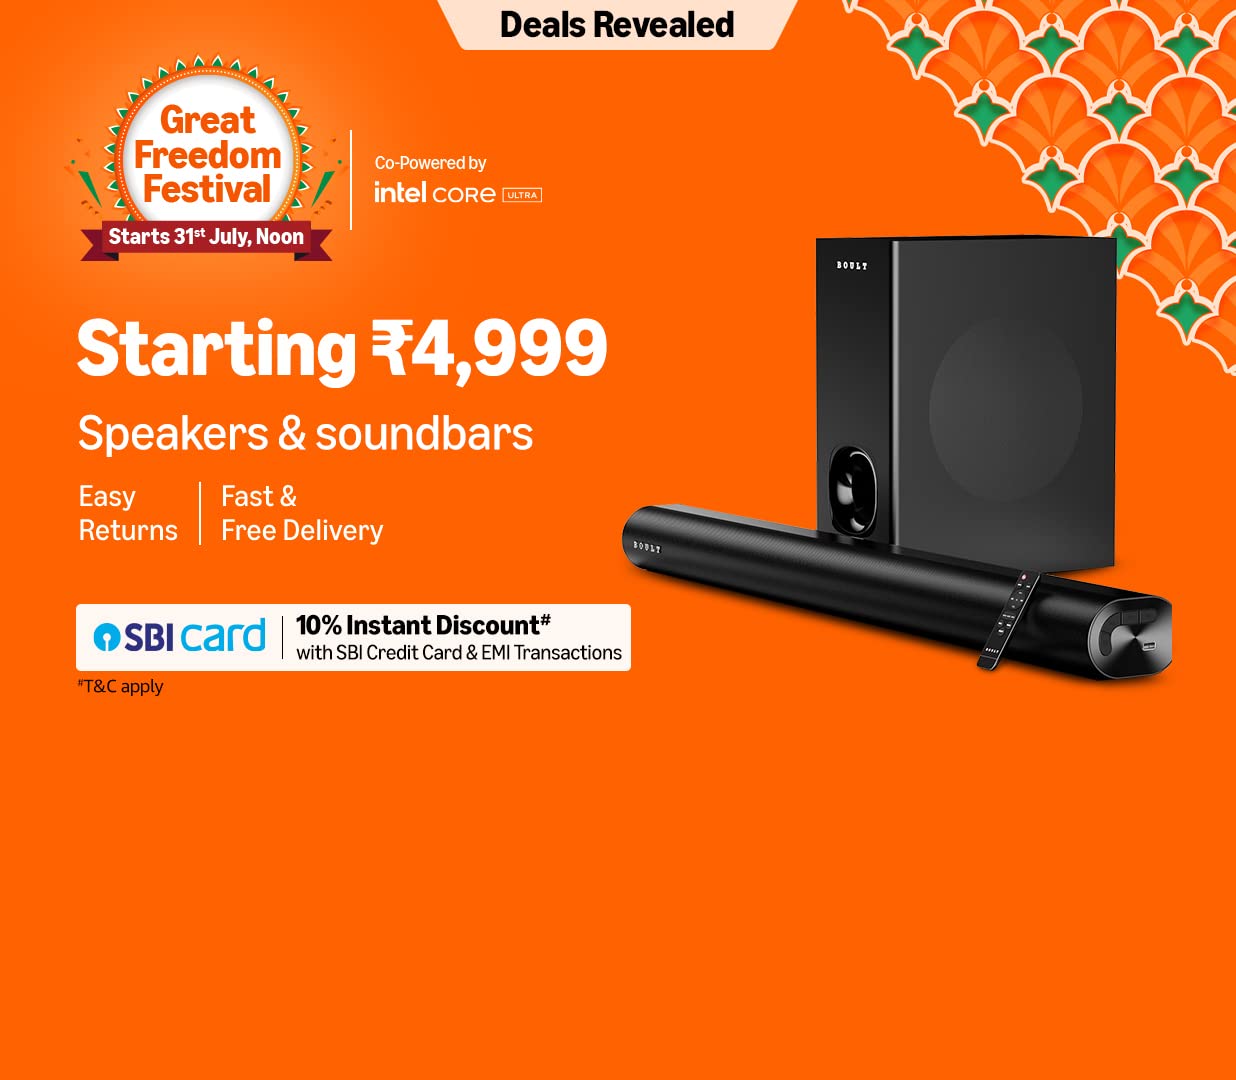 Deals Revealed
Great
Freedom
Festival
Starts 31st July, Noon
Co-Powered by
intel CORE ULTRA
Starting ₹4,999
Speakers & soundbars
Easy
Returns
Fast &
Free Delivery
SBI card
10% Instant Discount#
with SBI Credit Card & EMI Transactions
#T&C apply
BOULT
BOULT